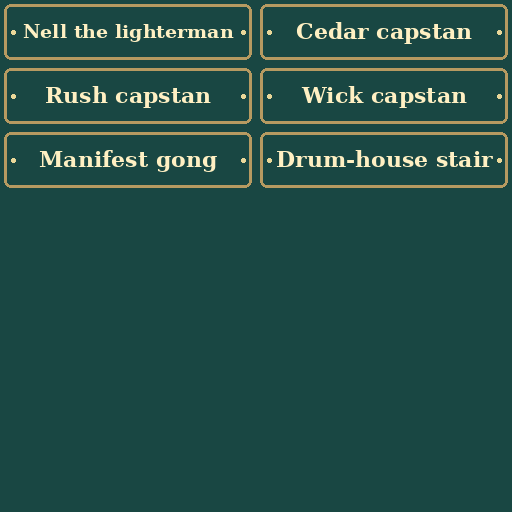 Nell the lighterman
Cedar capstan
Rush capstan
Wick capstan
Manifest gong
Drum-house stair